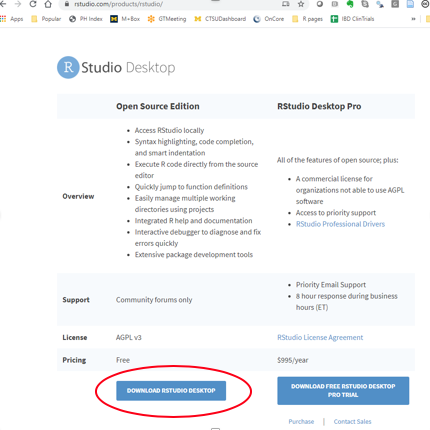 rstudio.com/products/rstudio/
Apps Popular PH Index M+Box GTMeeting CTSUDashboard OnCore R pages IBD ClinTrials »
R Studio Desktop
Open Source Edition RStudio Desktop Pro
Overview
• Access RStudio locally
• Syntax highlighting, code completion,
and smart indentation
• Execute R code directly from the source
editor
• Quickly jump to function definitions
• Easily manage multiple working
directories using projects
• Integrated R help and documentation
• Interactive debugger to diagnose and fix
errors quickly
• Extensive package development tools
All of the features of open source; plus:
• A commercial license for
organizations not able to use AGPL
software
• Access to priority support
• RStudio Professional Drivers
Support Community forums only
• Priority Email Support
• 8 hour response during business
hours (ET)
License AGPL v3 RStudio License Agreement
Pricing Free $995/year
DOWNLOAD RSTUDIO DESKTOP
DOWNLOAD FREE RSTUDIO DESKTOP
PRO TRIAL
Purchase | Contact Sales